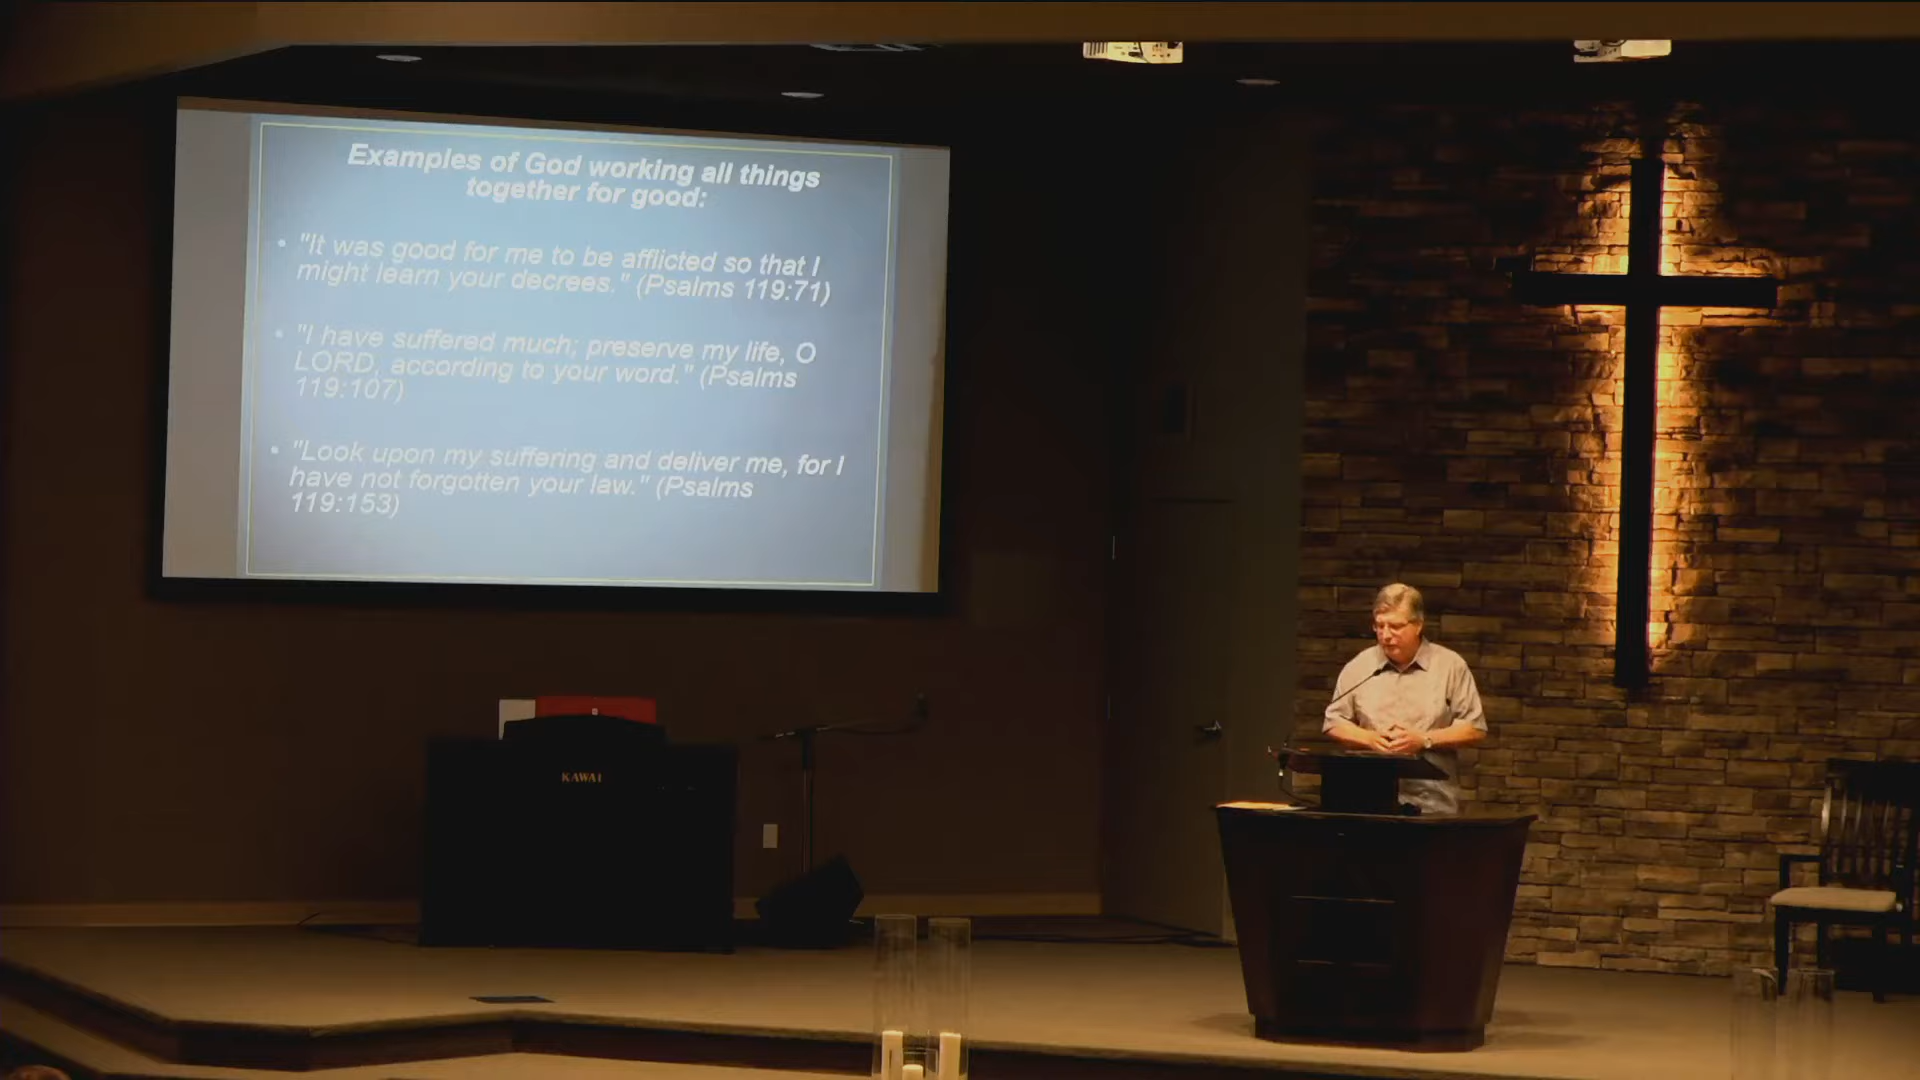 Examples of God working all things
together for good:
• "It was good for me to be afflicted so that I
might learn your decrees." (Psalms 119:71)
• "I have suffered much; preserve my life, O
LORD, according to your word." (Psalms
119:107)
• "Look upon my suffering and deliver me, for I
have not forgotten your law." (Psalms
119:153)
KAWAI